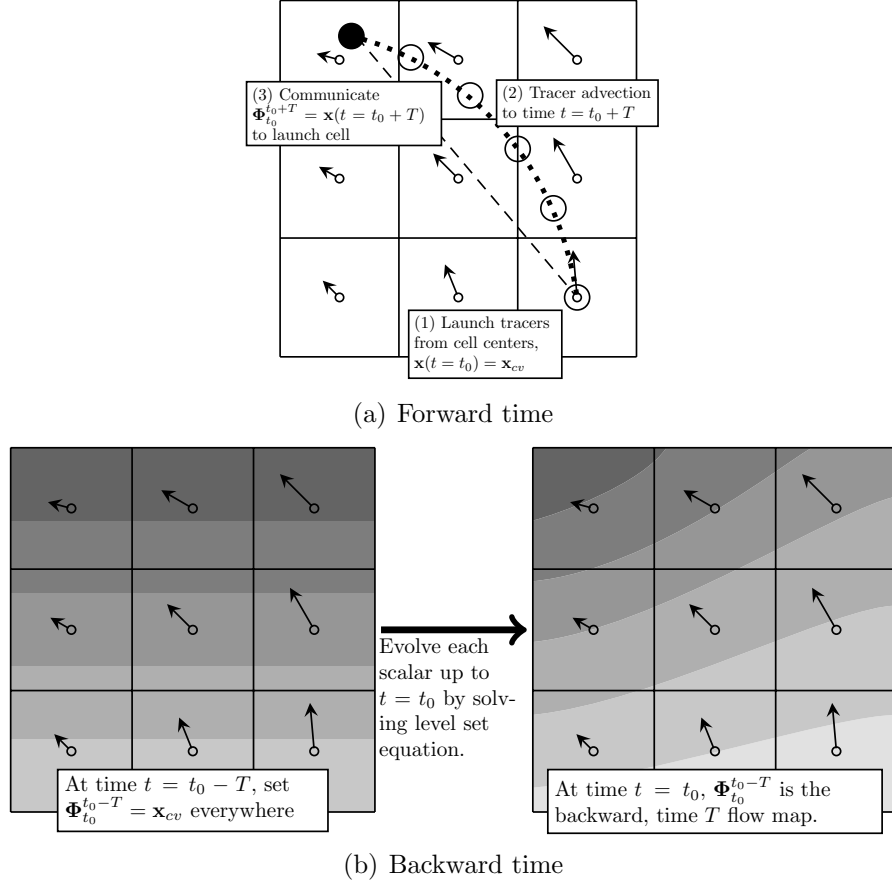 (3) Communicate
Φ_{t_0}^{t_0+T} = x(t = t_0 + T)
to launch cell
(2) Tracer advection
to time t = t_0 + T
(1) Launch tracers
from cell centers,
x(t = t_0) = x_{cv}
(a) Forward time
Evolve each
scalar up to
t = t_0 by solv-
ing level set
equation.
At time t = t_0 − T, set
Φ_{t_0}^{t_0−T} = x_{cv} everywhere
At time t = t_0, Φ_{t_0}^{t_0−T} is the
backward, time T flow map.
(b) Backward time